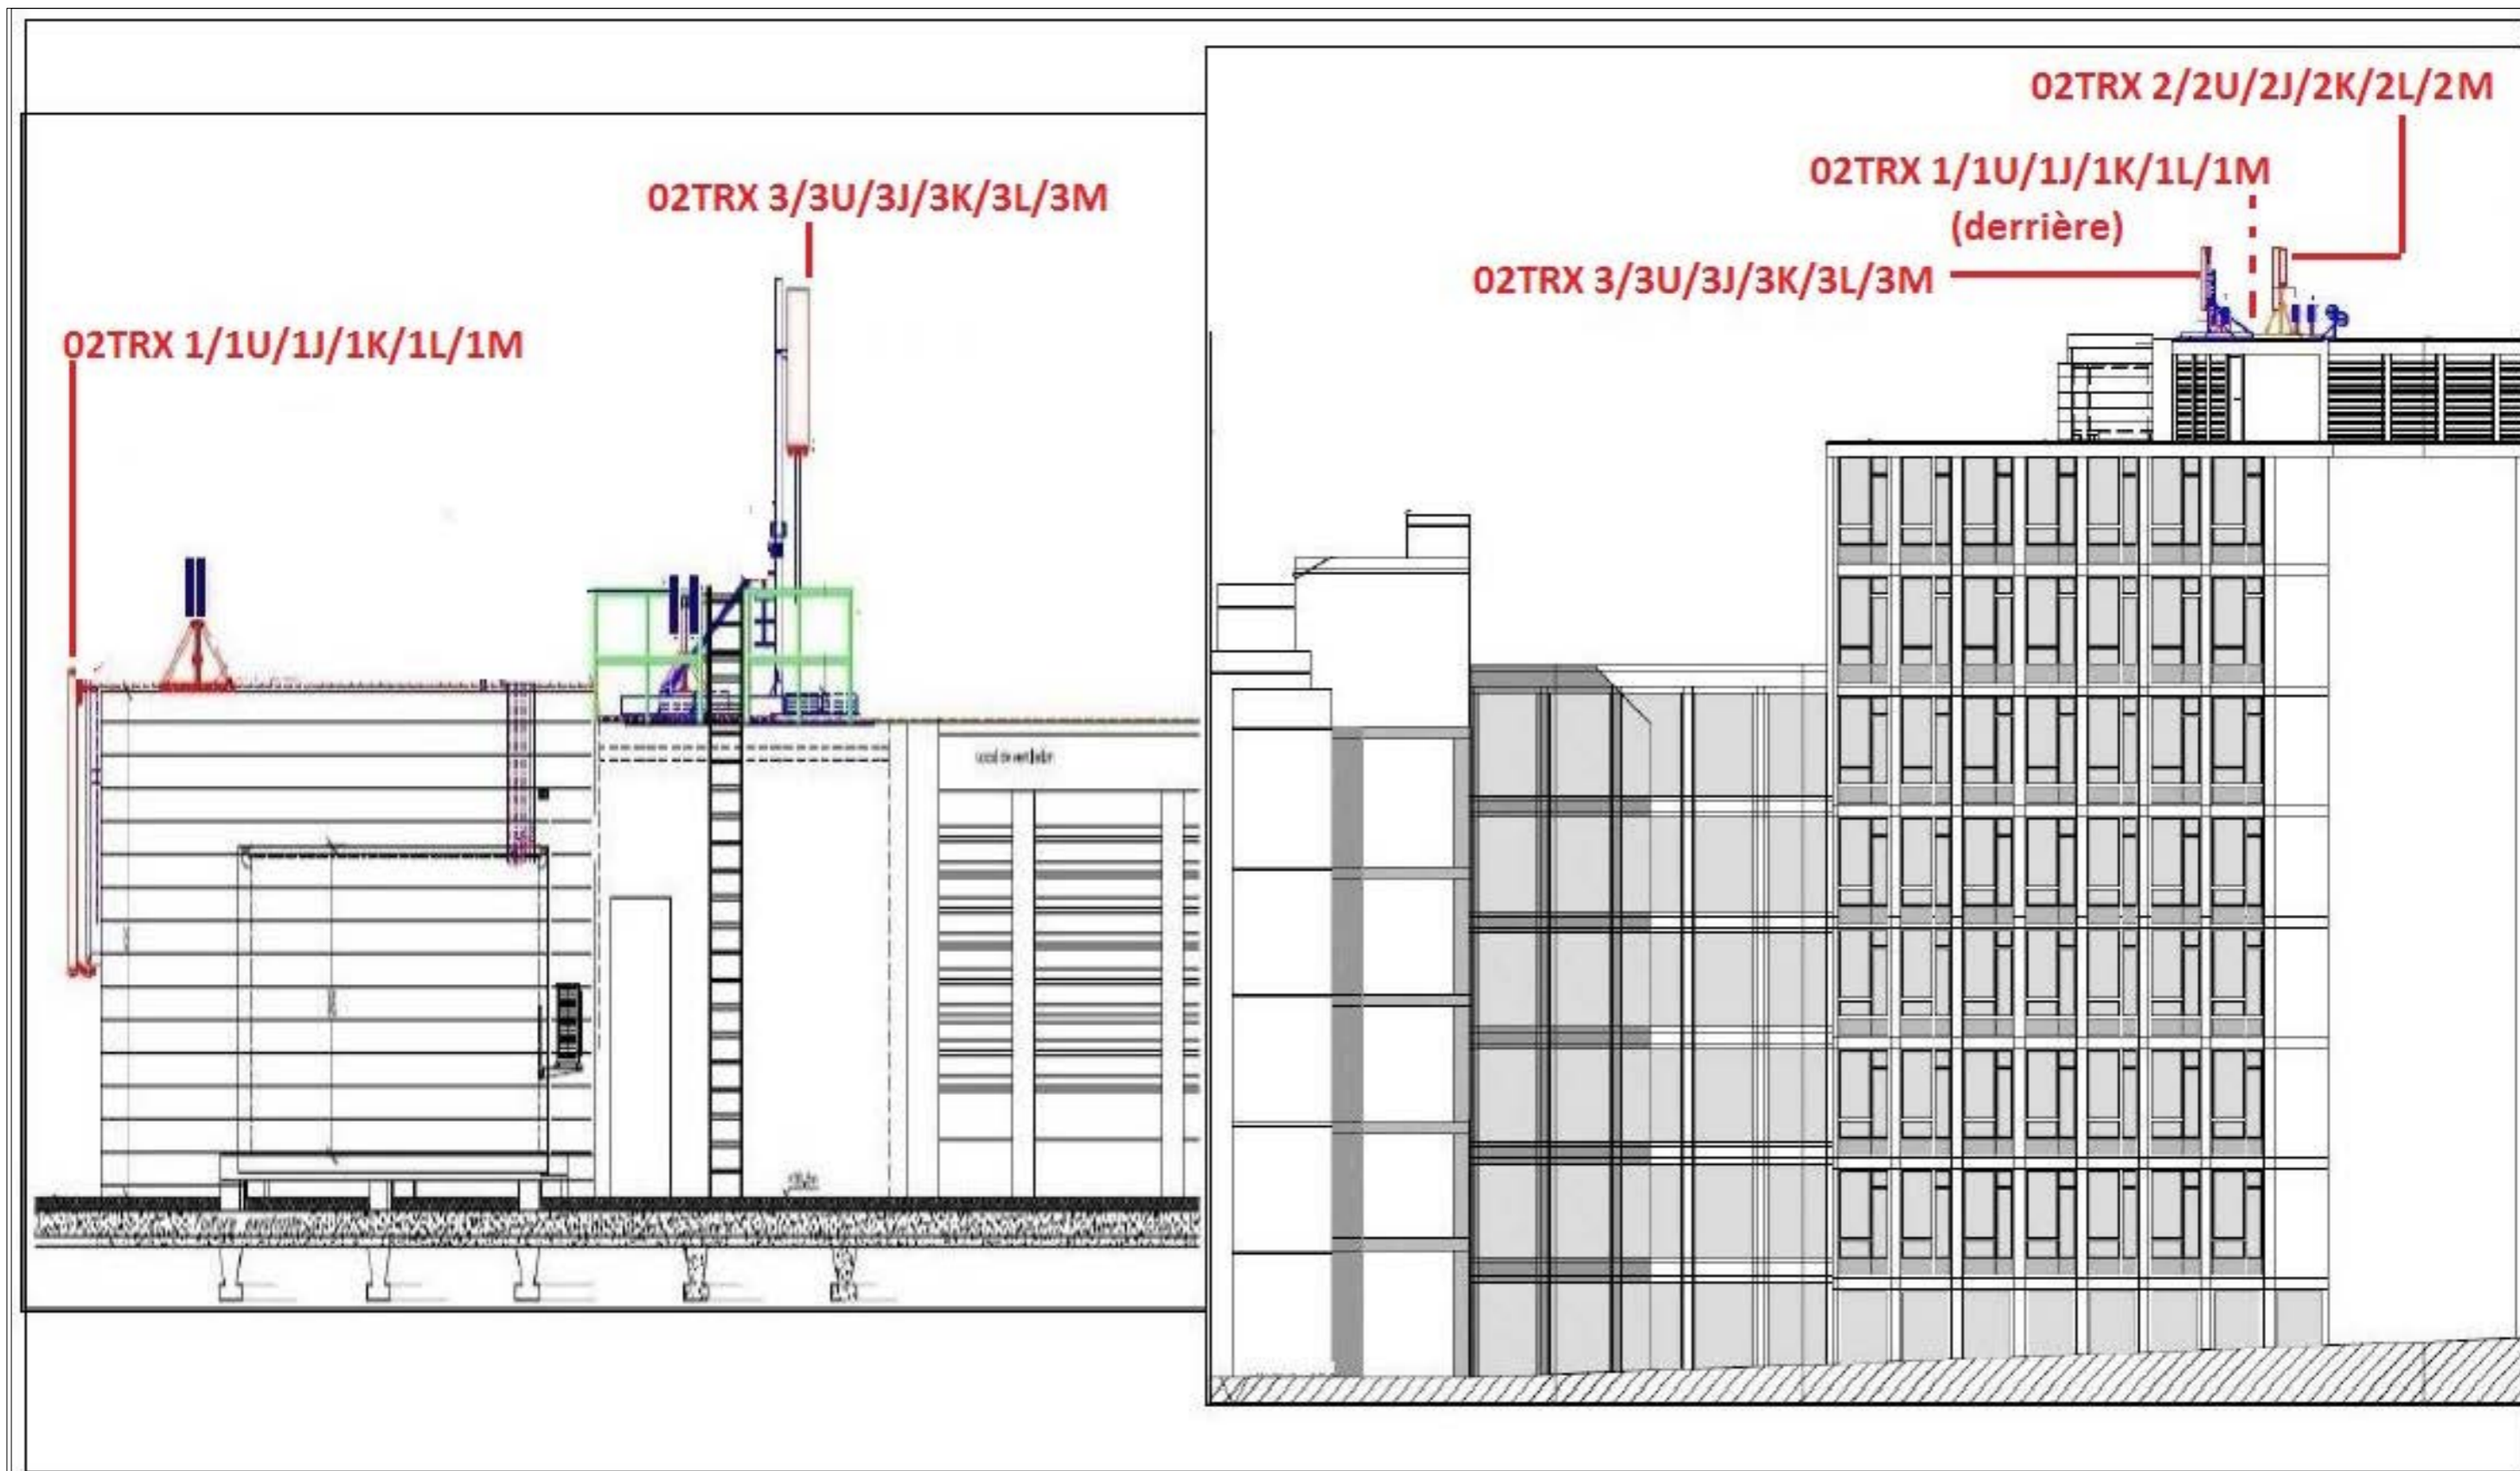 02TRX 3/3U/3J/3K/3L/3M
02TRX 1/1U/1J/1K/1L/1M
02TRX 2/2U/2J/2K/2L/2M
02TRX 1/1U/1J/1K/1L/1M
(derrière)
02TRX 3/3U/3J/3K/3L/3M